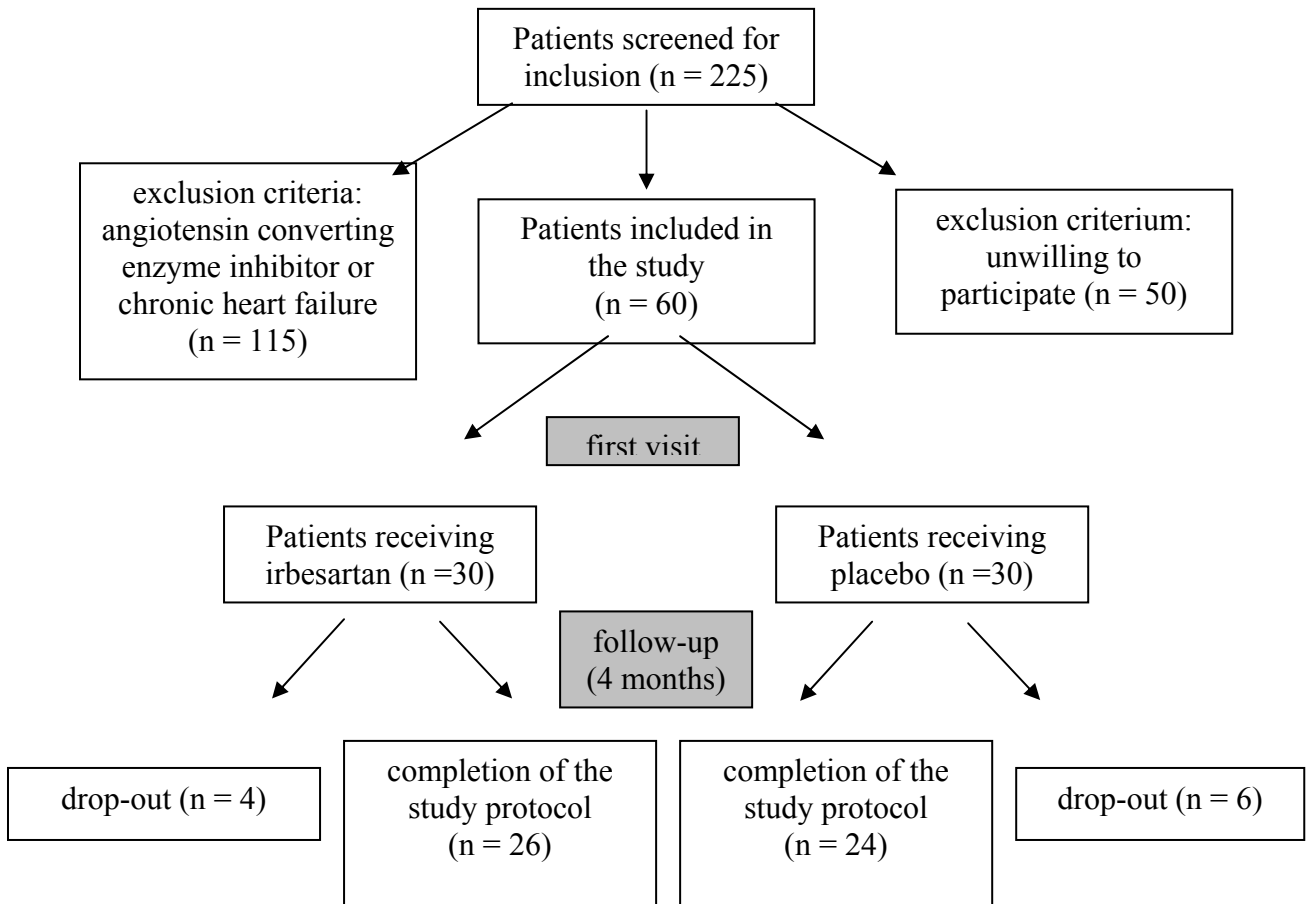 Patients screened for
inclusion (n = 225)
exclusion criteria:
angiotensin converting
enzyme inhibitor or
chronic heart failure
(n = 115)
Patients included in
the study
(n = 60)
exclusion criterium:
unwilling to
participate (n = 50)
first visit
Patients receiving
irbesartan (n =30)
Patients receiving
placebo (n =30)
follow-up
(4 months)
drop-out (n = 4)
completion of the
study protocol
(n = 26)
completion of the
study protocol
(n = 24)
drop-out (n = 6)